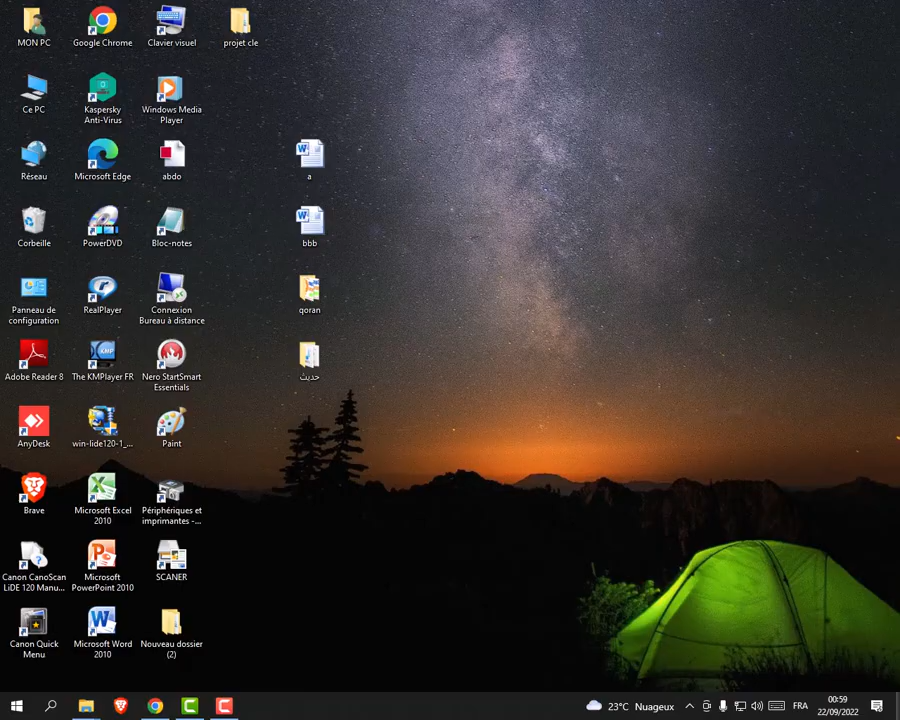 MON PC
Google Chrome
Clavier visuel
projet cle
Ce PC
Kaspersky
Anti-Virus
Windows Media
Player
Réseau
Microsoft Edge
abdo
a
Corbeille
PowerDVD
Bloc-notes
bbb
Panneau de
configuration
RealPlayer
Connexion
Bureau à distance
qoran
Adobe Reader 8
The KMPlayer FR
Nero StartSmart
Essentials
حديث
AnyDesk
win-lide120-1_...
Paint
Brave
Microsoft Excel
2010
Périphériques et
imprimantes -...
Canon CanoScan
LiDE 120 Manu...
Microsoft
PowerPoint 2010
SCANER
Canon Quick
Menu
Microsoft Word
2010
Nouveau dossier
(2)
23°C Nuageux
FRA
00:59
22/09/2022